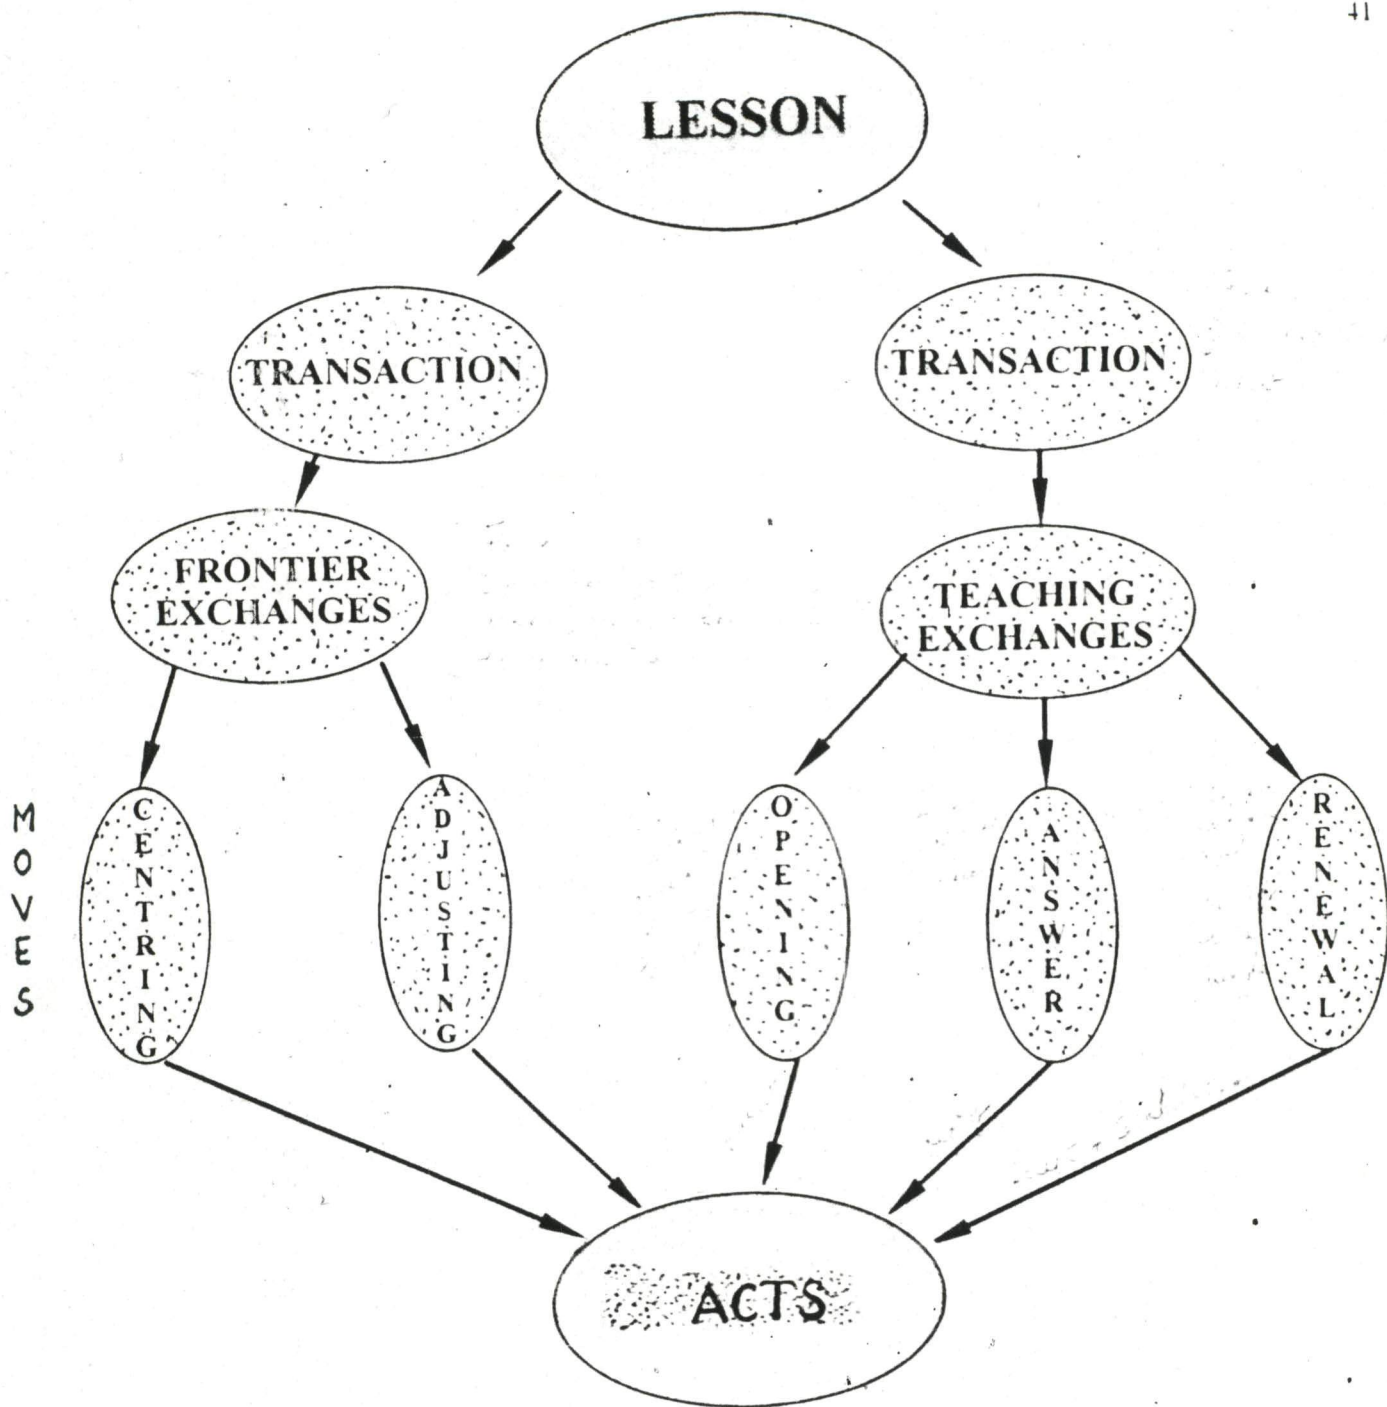 41
LESSON
TRANSACTION
TRANSACTION
FRONTIER
EXCHANGES
TEACHING
EXCHANGES
MOVES
CENTRING
ADJUSTING
OPENING
ANSWER
RENEWAL
ACTS